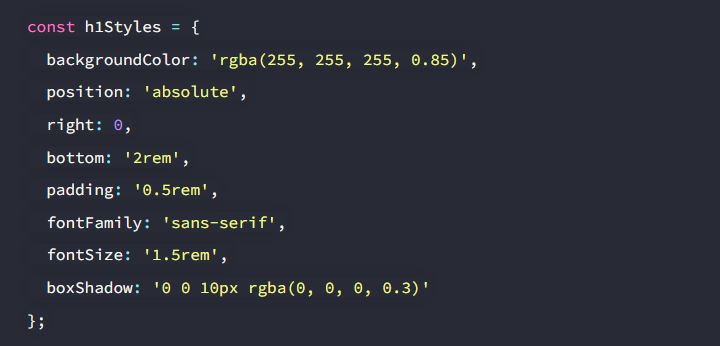 const h1Styles = {
  backgroundColor: 'rgba(255, 255, 255, 0.85)',
  position: 'absolute',
  right: 0,
  bottom: '2rem',
  padding: '0.5rem',
  fontFamily: 'sans-serif',
  fontSize: '1.5rem',
  boxShadow: '0 0 10px rgba(0, 0, 0, 0.3)'
};